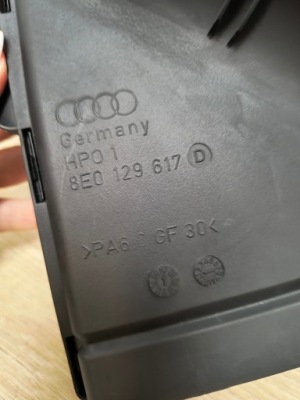 Germany
HPO 1
8E0 129 617 D
>PA6 GF 30<